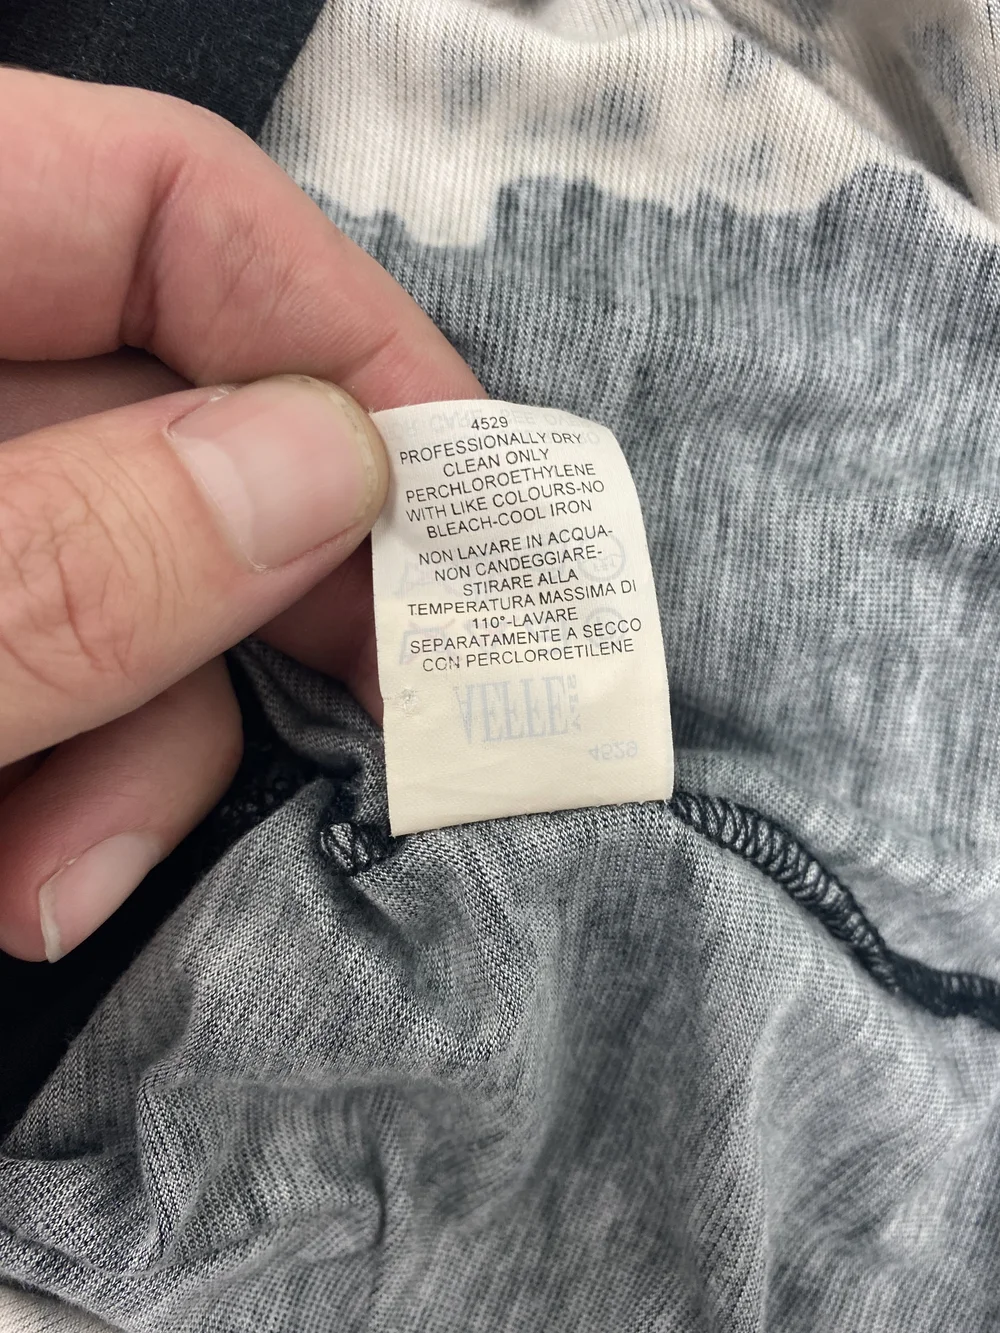 4529
PROFESSIONALLY DRY
CLEAN ONLY
PERCHLOROETHYLENE
WITH LIKE COLOURS-NO
BLEACH-COOL IRON
NON LAVARE IN ACQUA-
NON CANDEGGIARE-
STIRARE ALLA
TEMPERATURA MASSIMA DI
110°-LAVARE
SEPARATAMENTE A SECCO
CON PERCLOROETILENE
4529